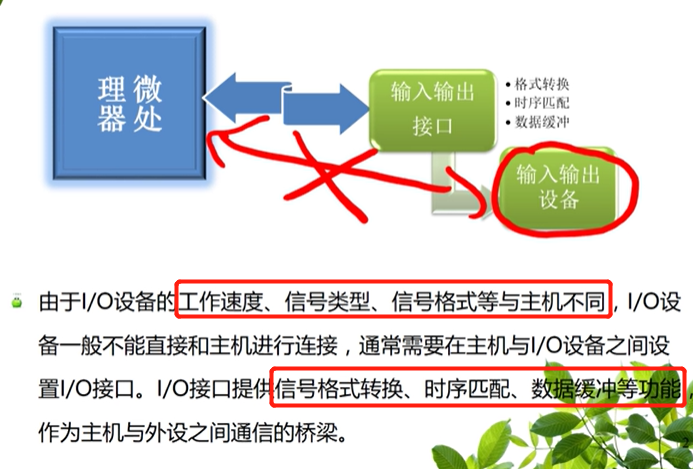 理微
器处
输入输出
接口
• 格式转换
• 时序匹配
• 数据缓冲
输入输出
设备
由于I/O设备的工作速度、信号类型、信号格式等与主机不同，I/O设
备一般不能直接和主机进行连接，通常需要在主机与I/O设备之间设
置I/O接口。I/O接口提供信号格式转换、时序匹配、数据缓冲等功能，
作为主机与外设之间通信的桥梁。